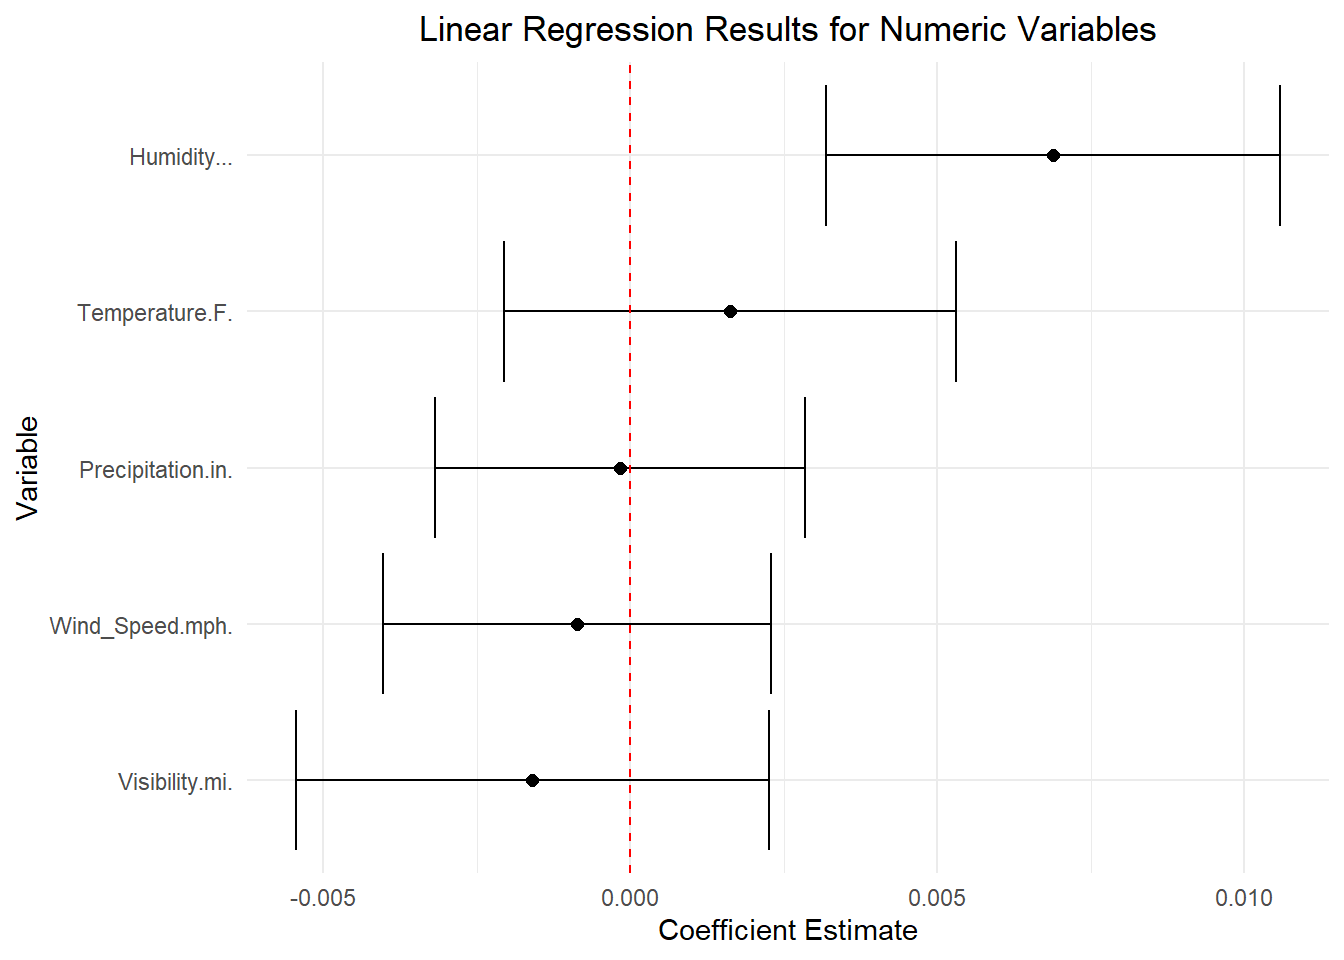 Linear Regression Results for Numeric Variables
Humidity...
Temperature.F.
Precipitation.in.
Wind_Speed.mph.
Visibility.mi.
Variable
-0.005 0.000 0.005 0.010
Coefficient Estimate